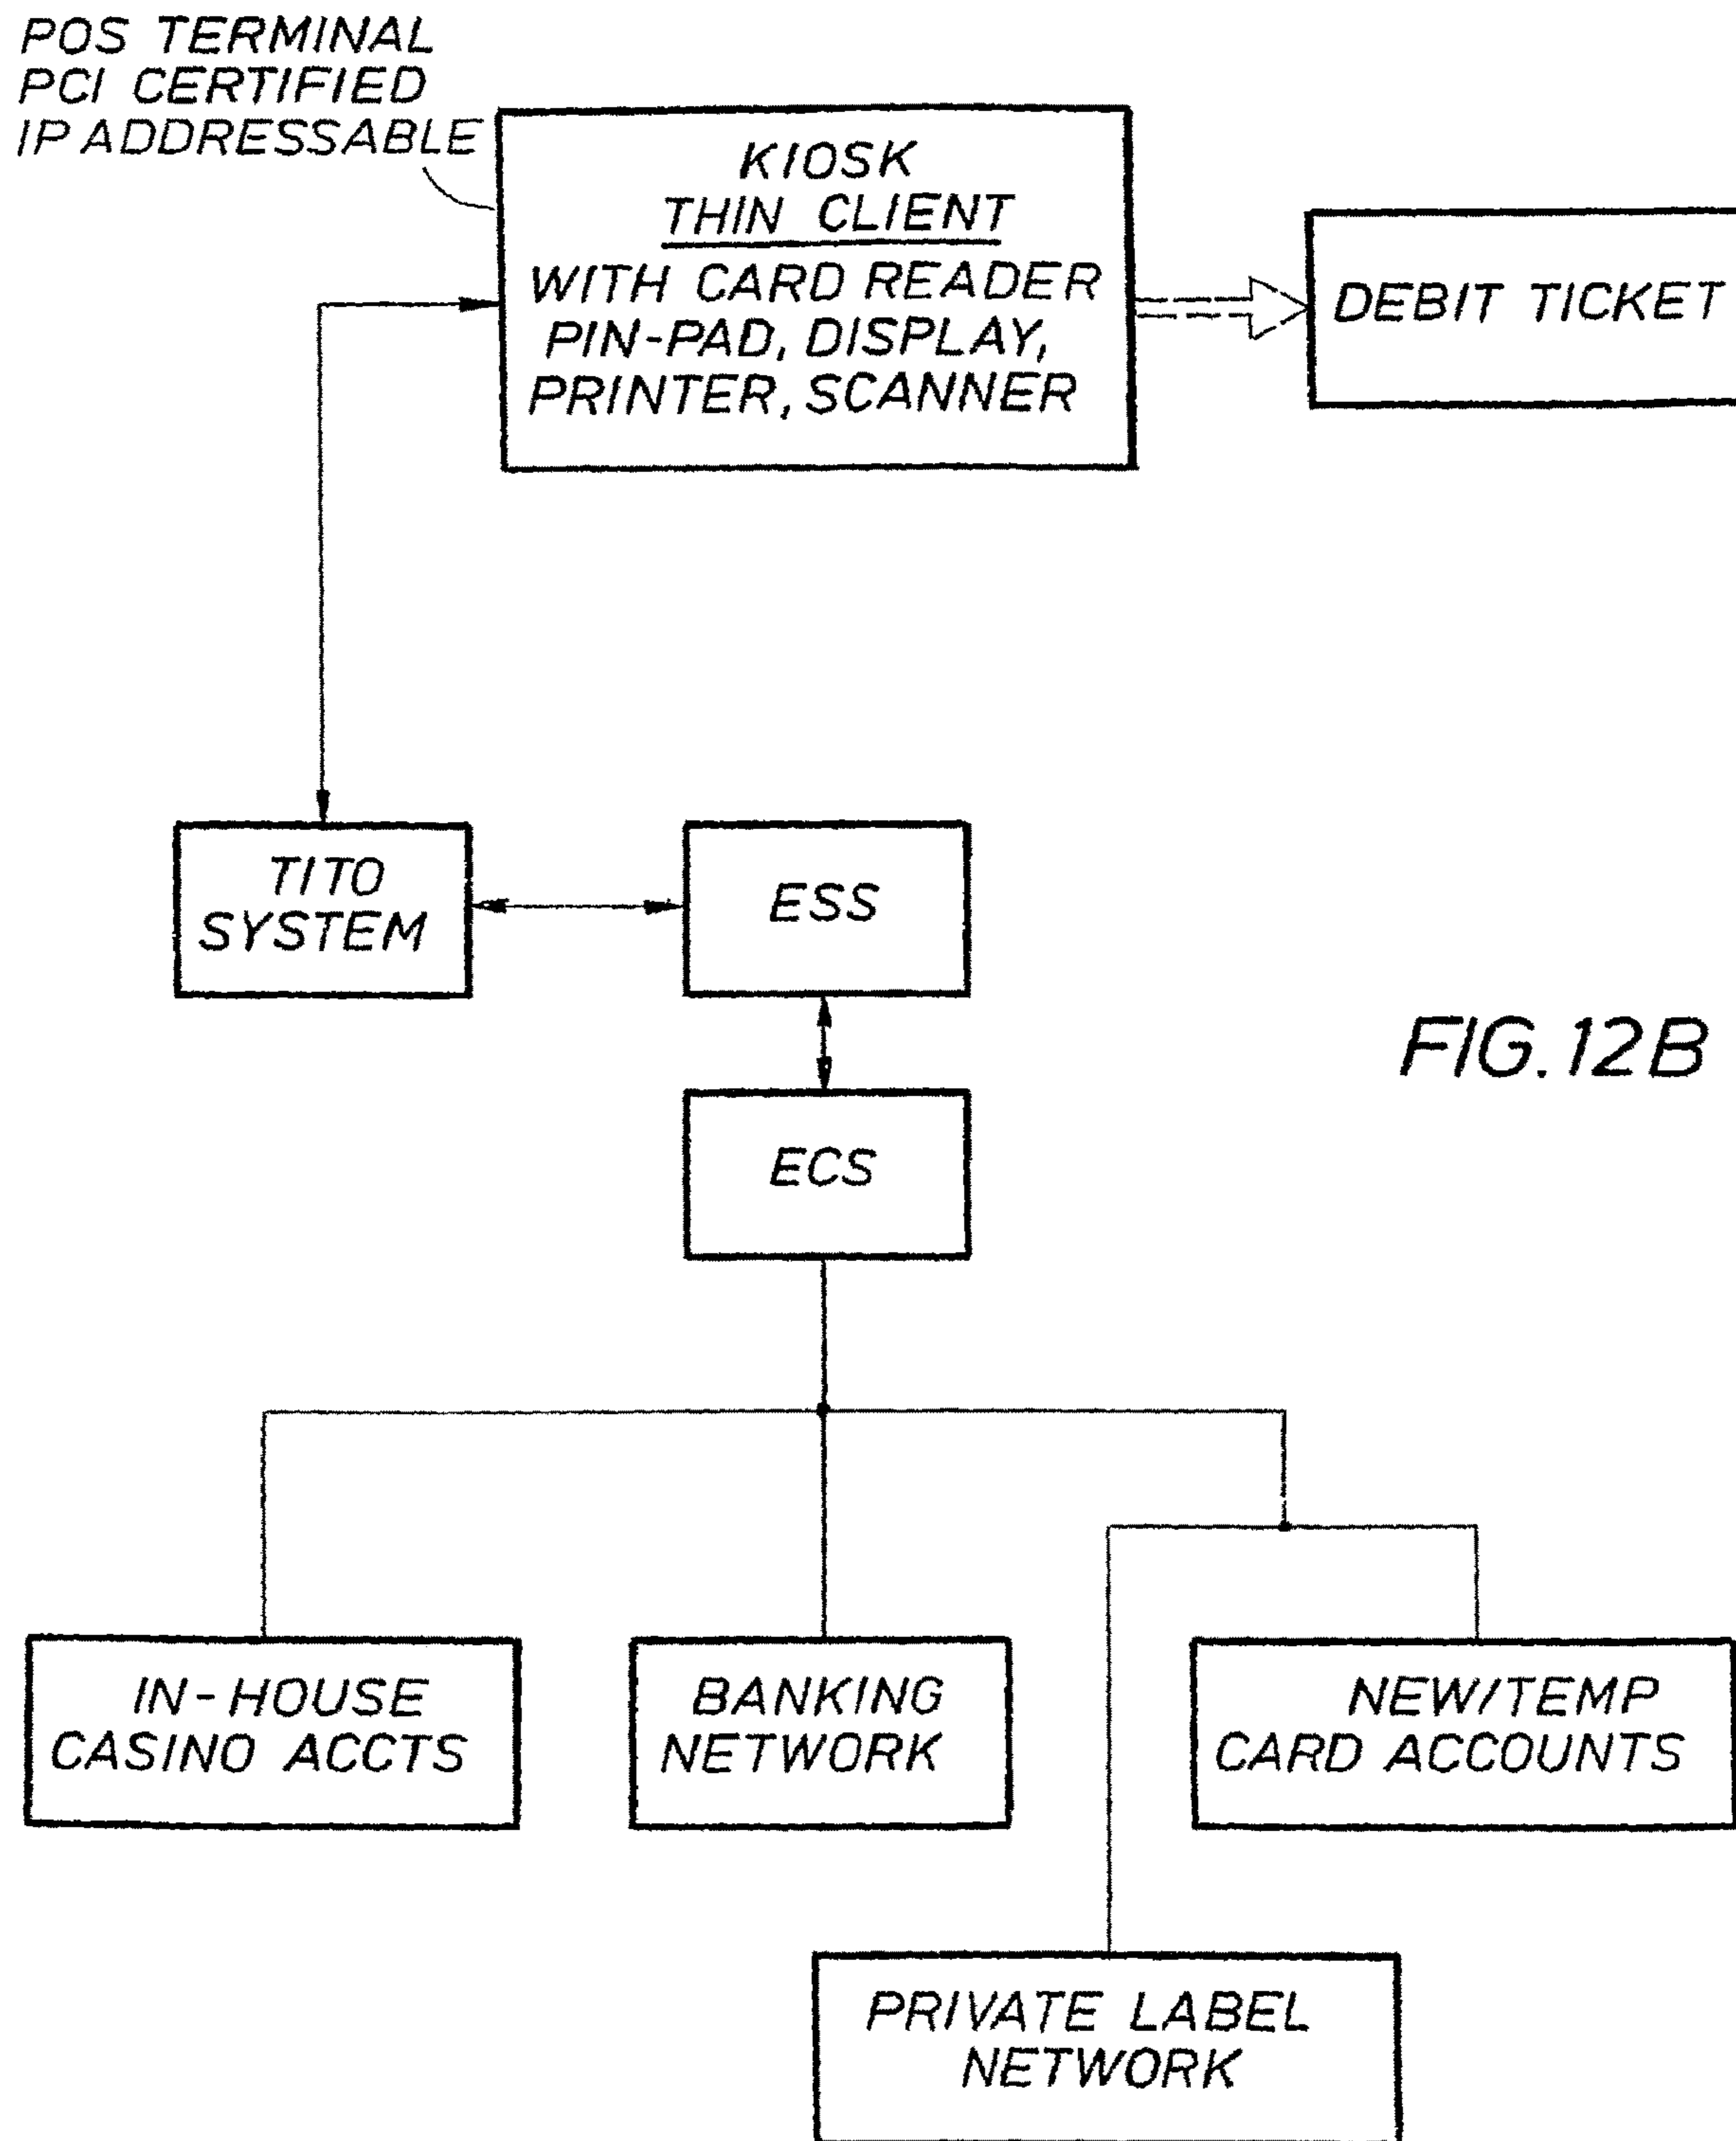 POS TERMINAL
PCI CERTIFIED
IP ADDRESSABLE
KIOSK
THIN CLIENT
WITH CARD READER
PIN-PAD, DISPLAY,
PRINTER, SCANNER
DEBIT TICKET
TITO
SYSTEM
ESS
FIG. 12B
ECS
IN-HOUSE
CASINO ACCTS
BANKING
NETWORK
NEW/TEMP
CARD ACCOUNTS
PRIVATE LABEL
NETWORK